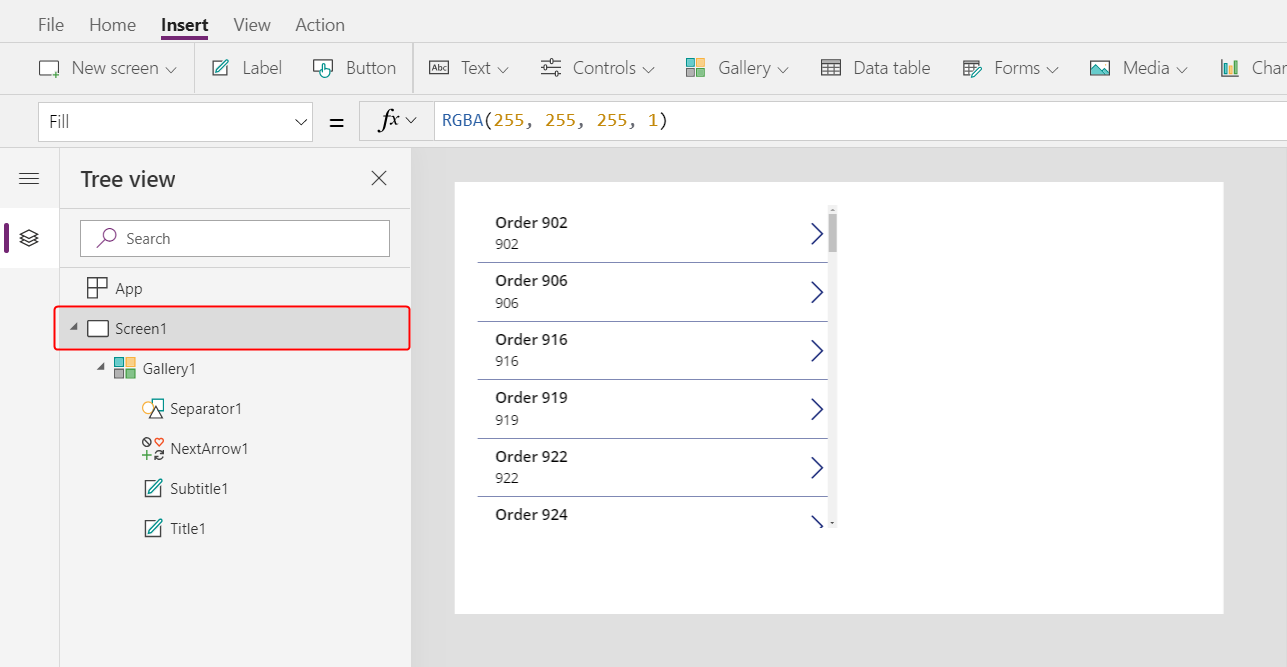 File Home Insert View Action
New screen Label Button Abc Text Controls Gallery Data table Forms Media
Fill = fx RGBA(255, 255, 255, 1)
Tree view
Search
App
Screen1
Gallery1
Separator1
NextArrow1
Subtitle1
Title1
Order 902
902
Order 906
906
Order 916
916
Order 919
919
Order 922
922
Order 924